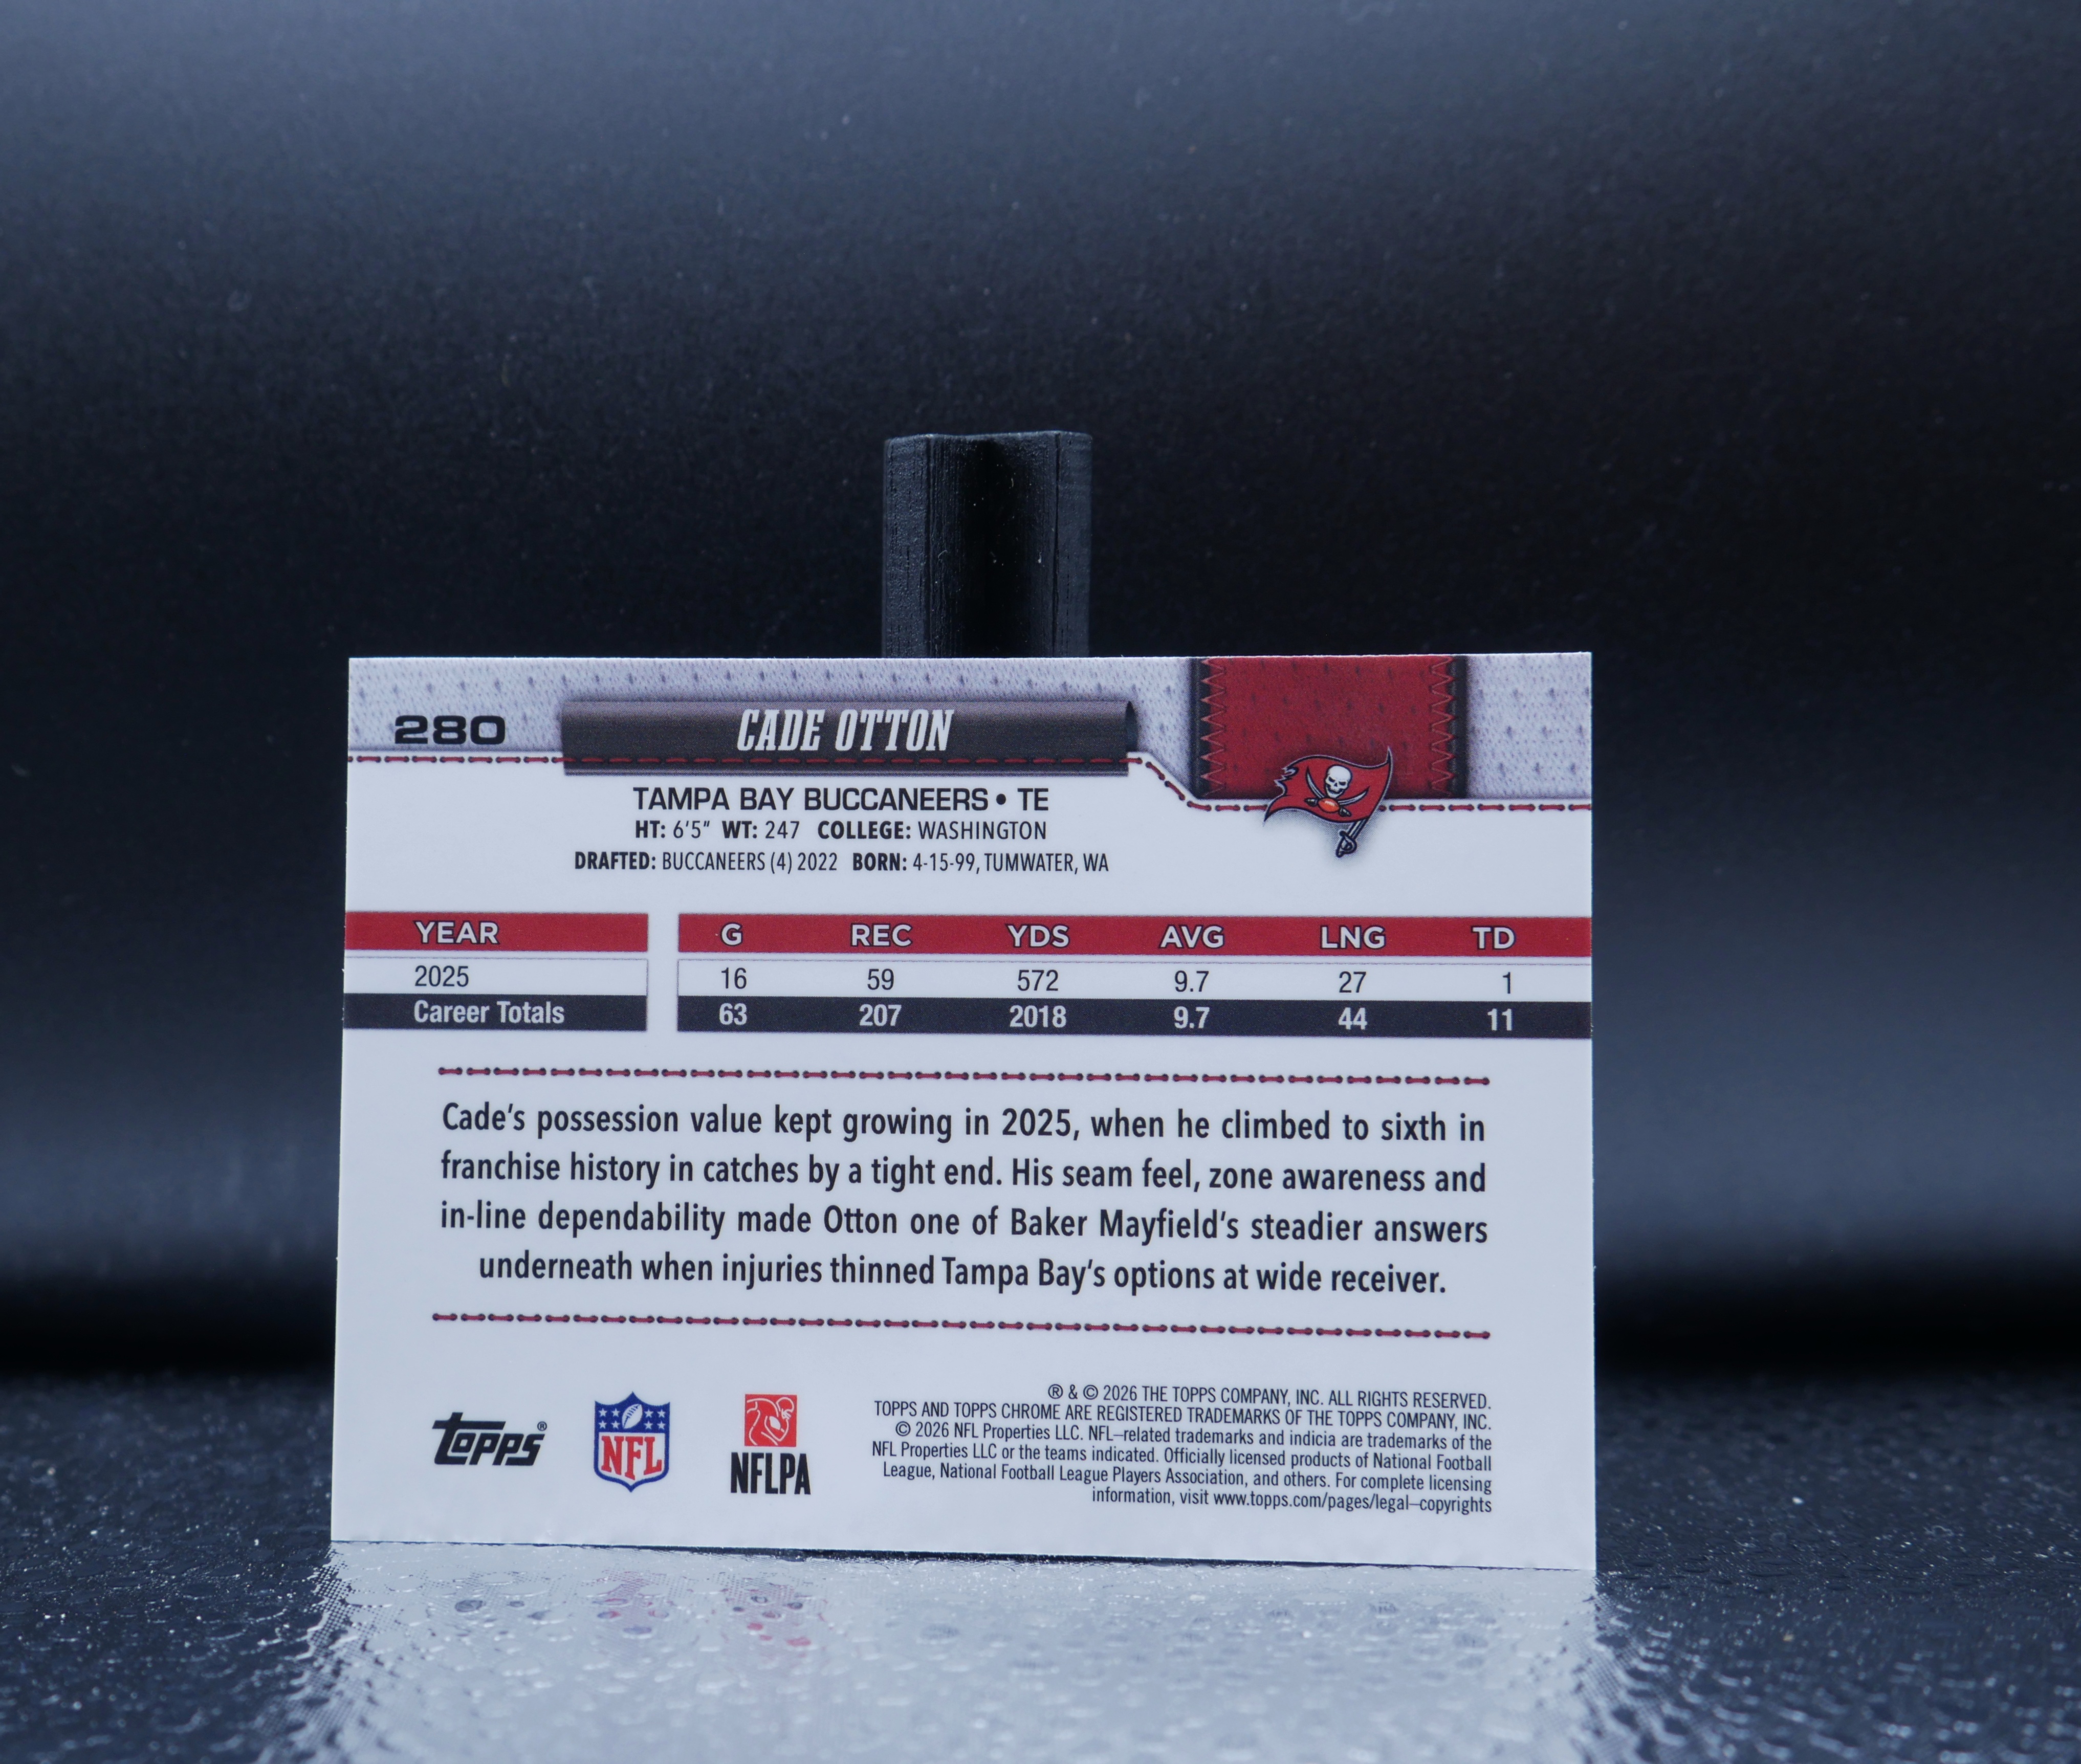 280
CADE OTTON
TAMPA BAY BUCCANEERS • TE
HT: 6'5" WT: 247 COLLEGE: WASHINGTON
DRAFTED: BUCCANEERS (4) 2022 BORN: 4-15-99, TUMWATER, WA
YEAR G REC YDS AVG LNG TD
2025 16 59 572 9.7 27 1
Career Totals 63 207 2018 9.7 44 11
Cade's possession value kept growing in 2025, when he climbed to sixth in
franchise history in catches by a tight end. His seam feel, zone awareness and
in-line dependability made Otton one of Baker Mayfield's steadier answers
underneath when injuries thinned Tampa Bay's options at wide receiver.
topps®
NFL
NFLPA
® & © 2026 THE TOPPS COMPANY, INC. ALL RIGHTS RESERVED.
TOPPS AND TOPPS CHROME ARE REGISTERED TRADEMARKS OF THE TOPPS COMPANY, INC.
© 2026 NFL Properties LLC. NFL–related trademarks and indicia are trademarks of the
NFL Properties LLC or the teams indicated. Officially licensed products of National Football
League, National Football League Players Association, and others. For complete licensing
information, visit www.topps.com/pages/legal–copyrights